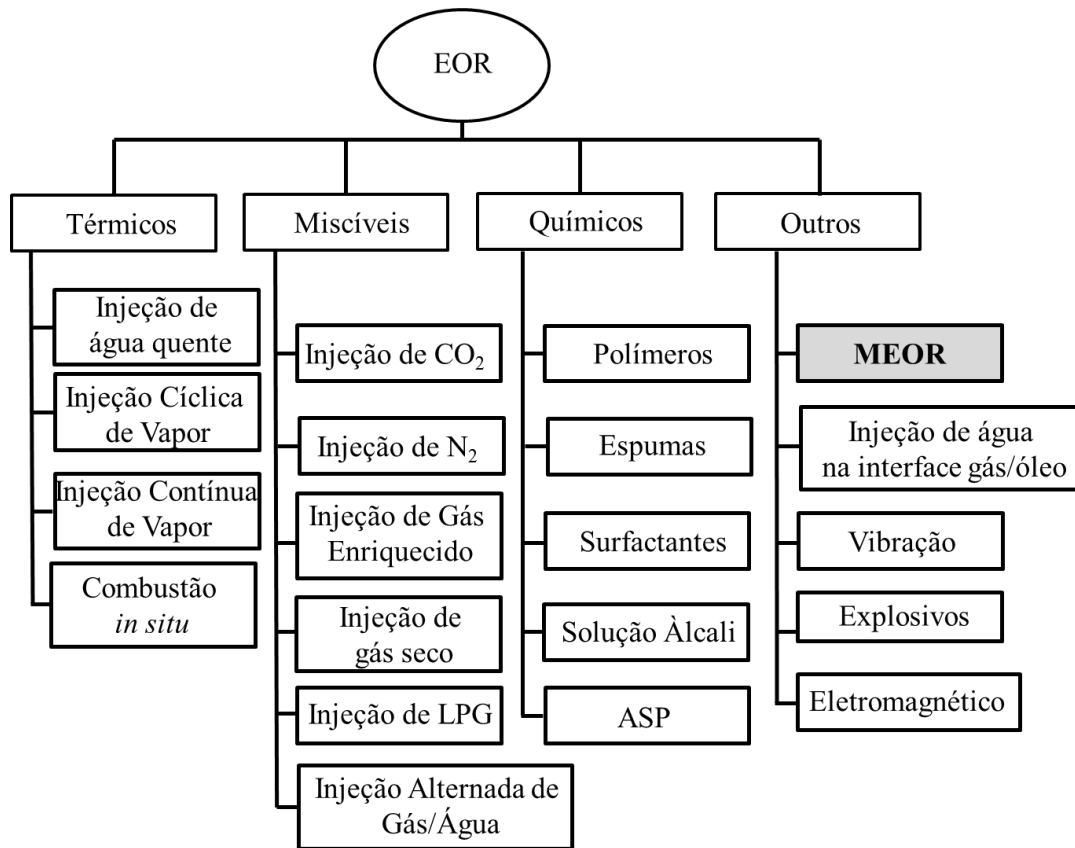 EOR
Térmicos
Miscíveis
Químicos
Outros
Injeção de
água quente
Injeção Cíclica
de Vapor
Injeção Contínua
de Vapor
Combustão
in situ
Injeção de CO₂
Injeção de N₂
Injeção de Gás
Enriquecido
Injeção de
gás seco
Injeção de LPG
Injeção Alternada de
Gás/Água
Polímeros
Espumas
Surfactantes
Solução Àlcali
ASP
MEOR
Injeção de água
na interface gás/óleo
Vibração
Explosivos
Eletromagnético